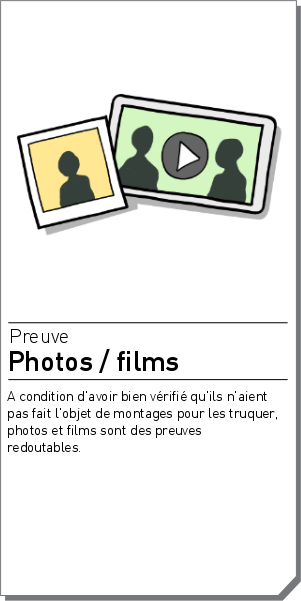 Preuve
Photos / films
A condition d'avoir bien vérifié qu'ils n'aient
pas fait l'objet de montages pour les truquer,
photos et films sont des preuves
redoutables.